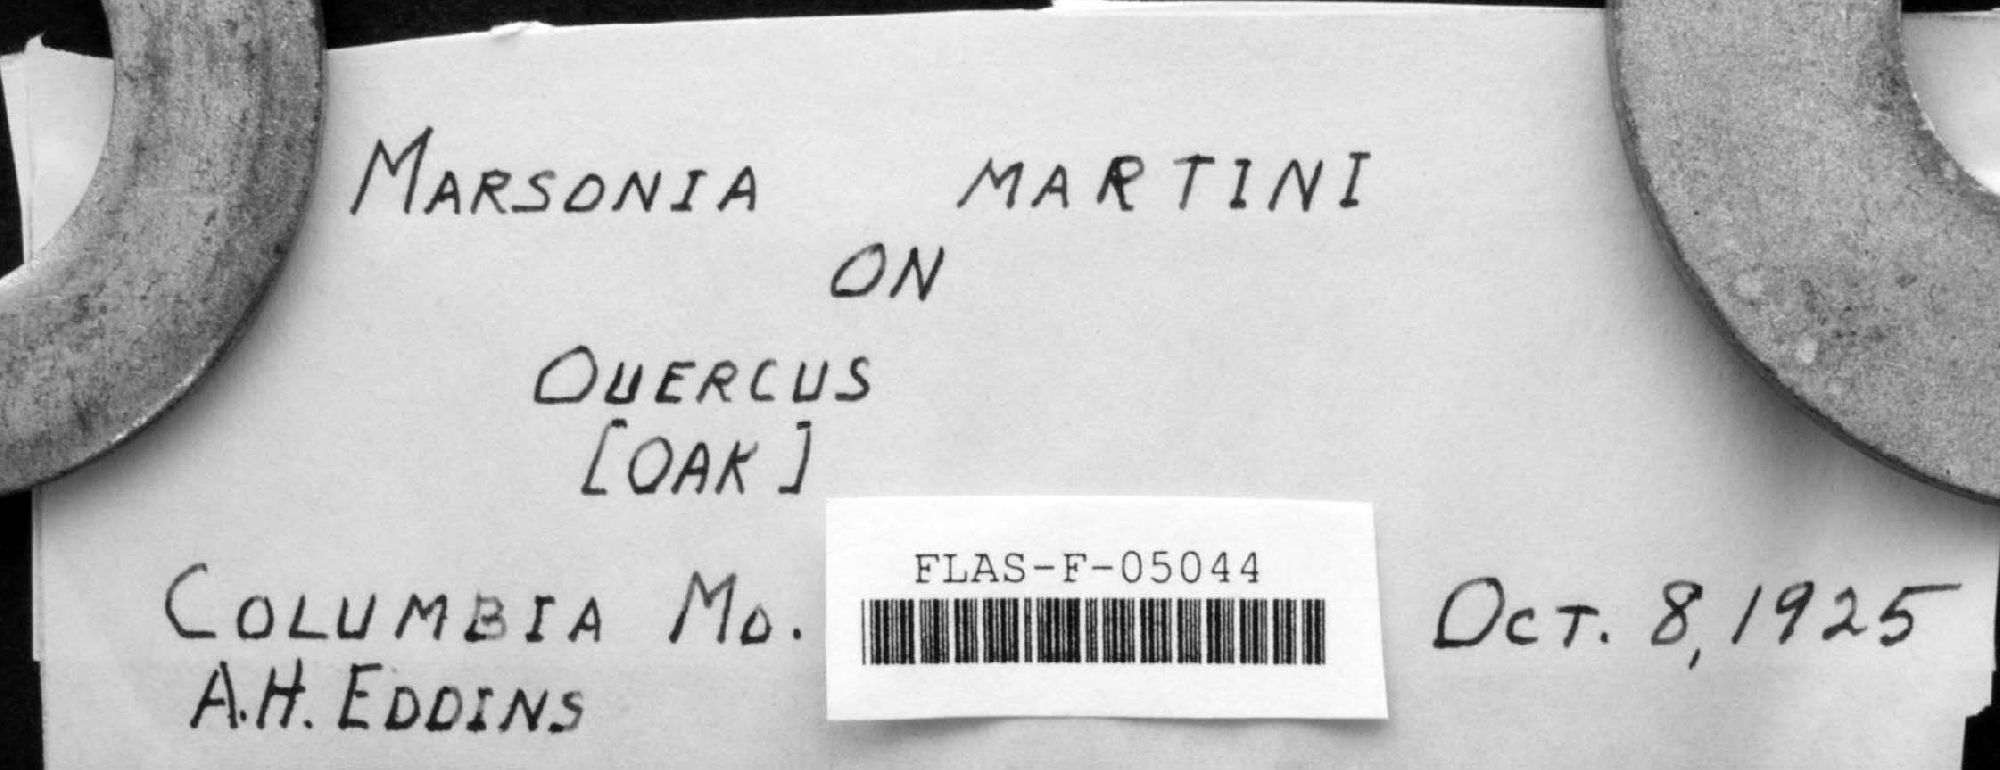 MARSONIA MARTINI
ON
QUERCUS
[OAK]
FLAS-F-05044
COLUMBIA MO. OCT. 8, 1925
A.H. EDDINS